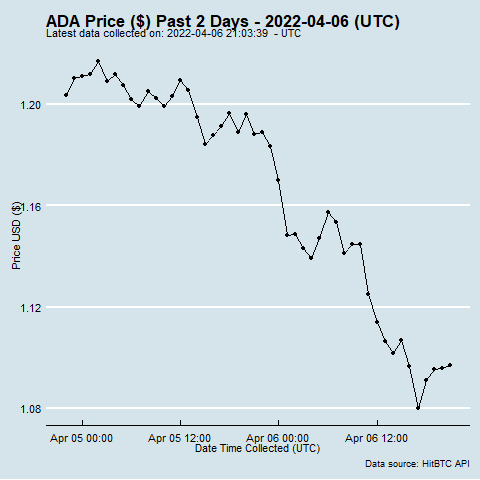 ADA Price ($) Past 2 Days - 2022-04-06 (UTC)
Latest data collected on: 2022-04-06 21:03:39 - UTC
1.20
1.16
1.12
1.08
Price USD ($)
Apr 05 00:00 Apr 05 12:00 Apr 06 00:00 Apr 06 12:00
Date Time Collected (UTC)
Data source: HitBTC API